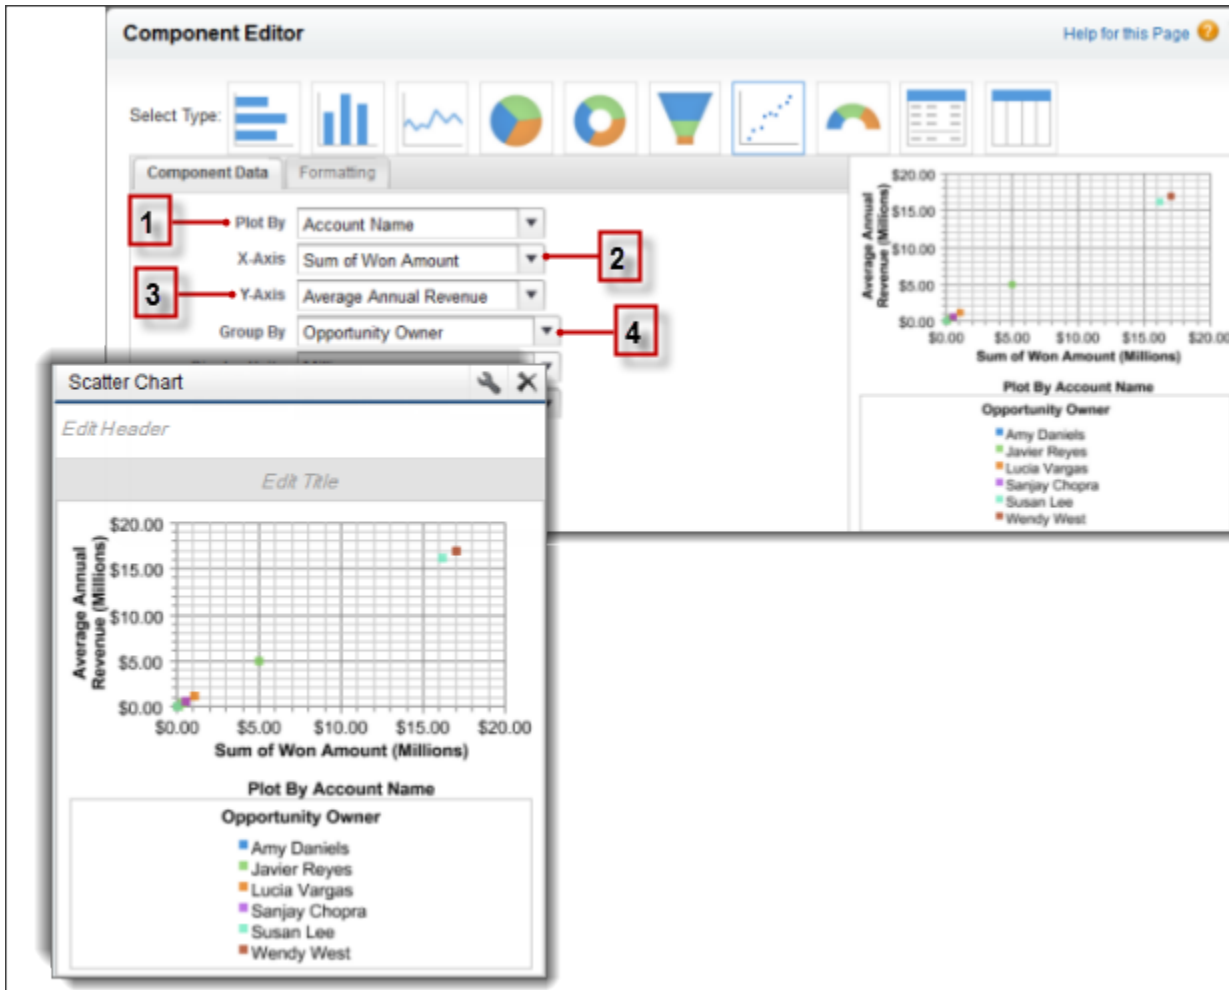 Component Editor
Help for this Page ?
Select Type:
Component Data
Formatting
1
Plot By
Account Name
X-Axis
Sum of Won Amount
2
3
Y-Axis
Average Annual Revenue
Group By
Opportunity Owner
4
$20.00
$15.00
$10.00
$5.00
$0.00
Average Annual
Revenue (Millions)
$0.00 $5.00 $10.00 $15.00 $20.00
Sum of Won Amount (Millions)
Plot By Account Name
Opportunity Owner
Amy Daniels
Javier Reyes
Lucia Vargas
Sanjay Chopra
Susan Lee
Wendy West
Scatter Chart
Edit Header
Edit Title
$20.00
$15.00
$10.00
$5.00
$0.00
Average Annual
Revenue (Millions)
$0.00 $5.00 $10.00 $15.00 $20.00
Sum of Won Amount (Millions)
Plot By Account Name
Opportunity Owner
Amy Daniels
Javier Reyes
Lucia Vargas
Sanjay Chopra
Susan Lee
Wendy West